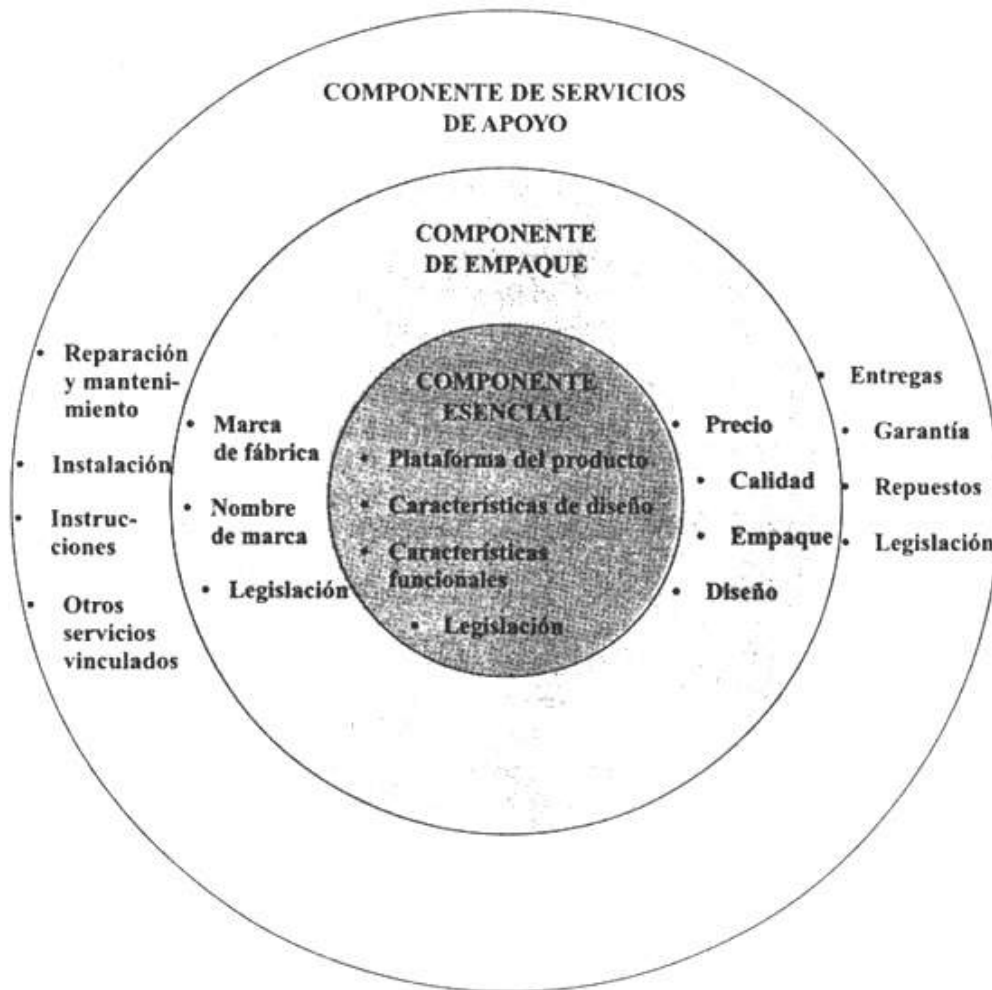 COMPONENTE DE SERVICIOS
DE APOYO
COMPONENTE
DE EMPAQUE
COMPONENTE
ESENCIAL
• Plataforma del producto
• Características de diseño
• Características
funcionales
• Legislación
• Marca
de fábrica
• Nombre
de marca
• Legislación
• Precio
• Calidad
• Empaque
• Diseño
• Reparación
y manteni-
miento
• Instalación
• Instruc-
ciones
• Otros
servicios
vinculados
• Entregas
• Garantía
• Repuestos
• Legislación